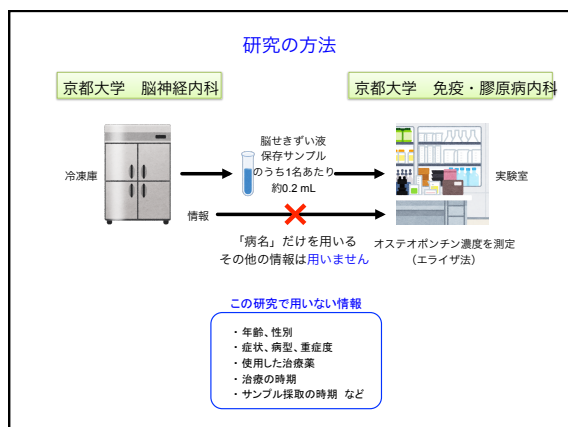 研究の方法
京都大学　脳神経内科
京都大学　免疫・膠原病内科
冷凍庫
脳せきずい液
保存サンプル
のうち1名あたり
約0.2 mL
実験室
情報
「病名」だけを用いる
その他の情報は用いません
オステオポンチン濃度を測定
（エライザ法）
この研究で用いない情報
・年齢、性別
・症状、病型、重症度
・使用した治療薬
・治療の時期
・サンプル採取の時期 など